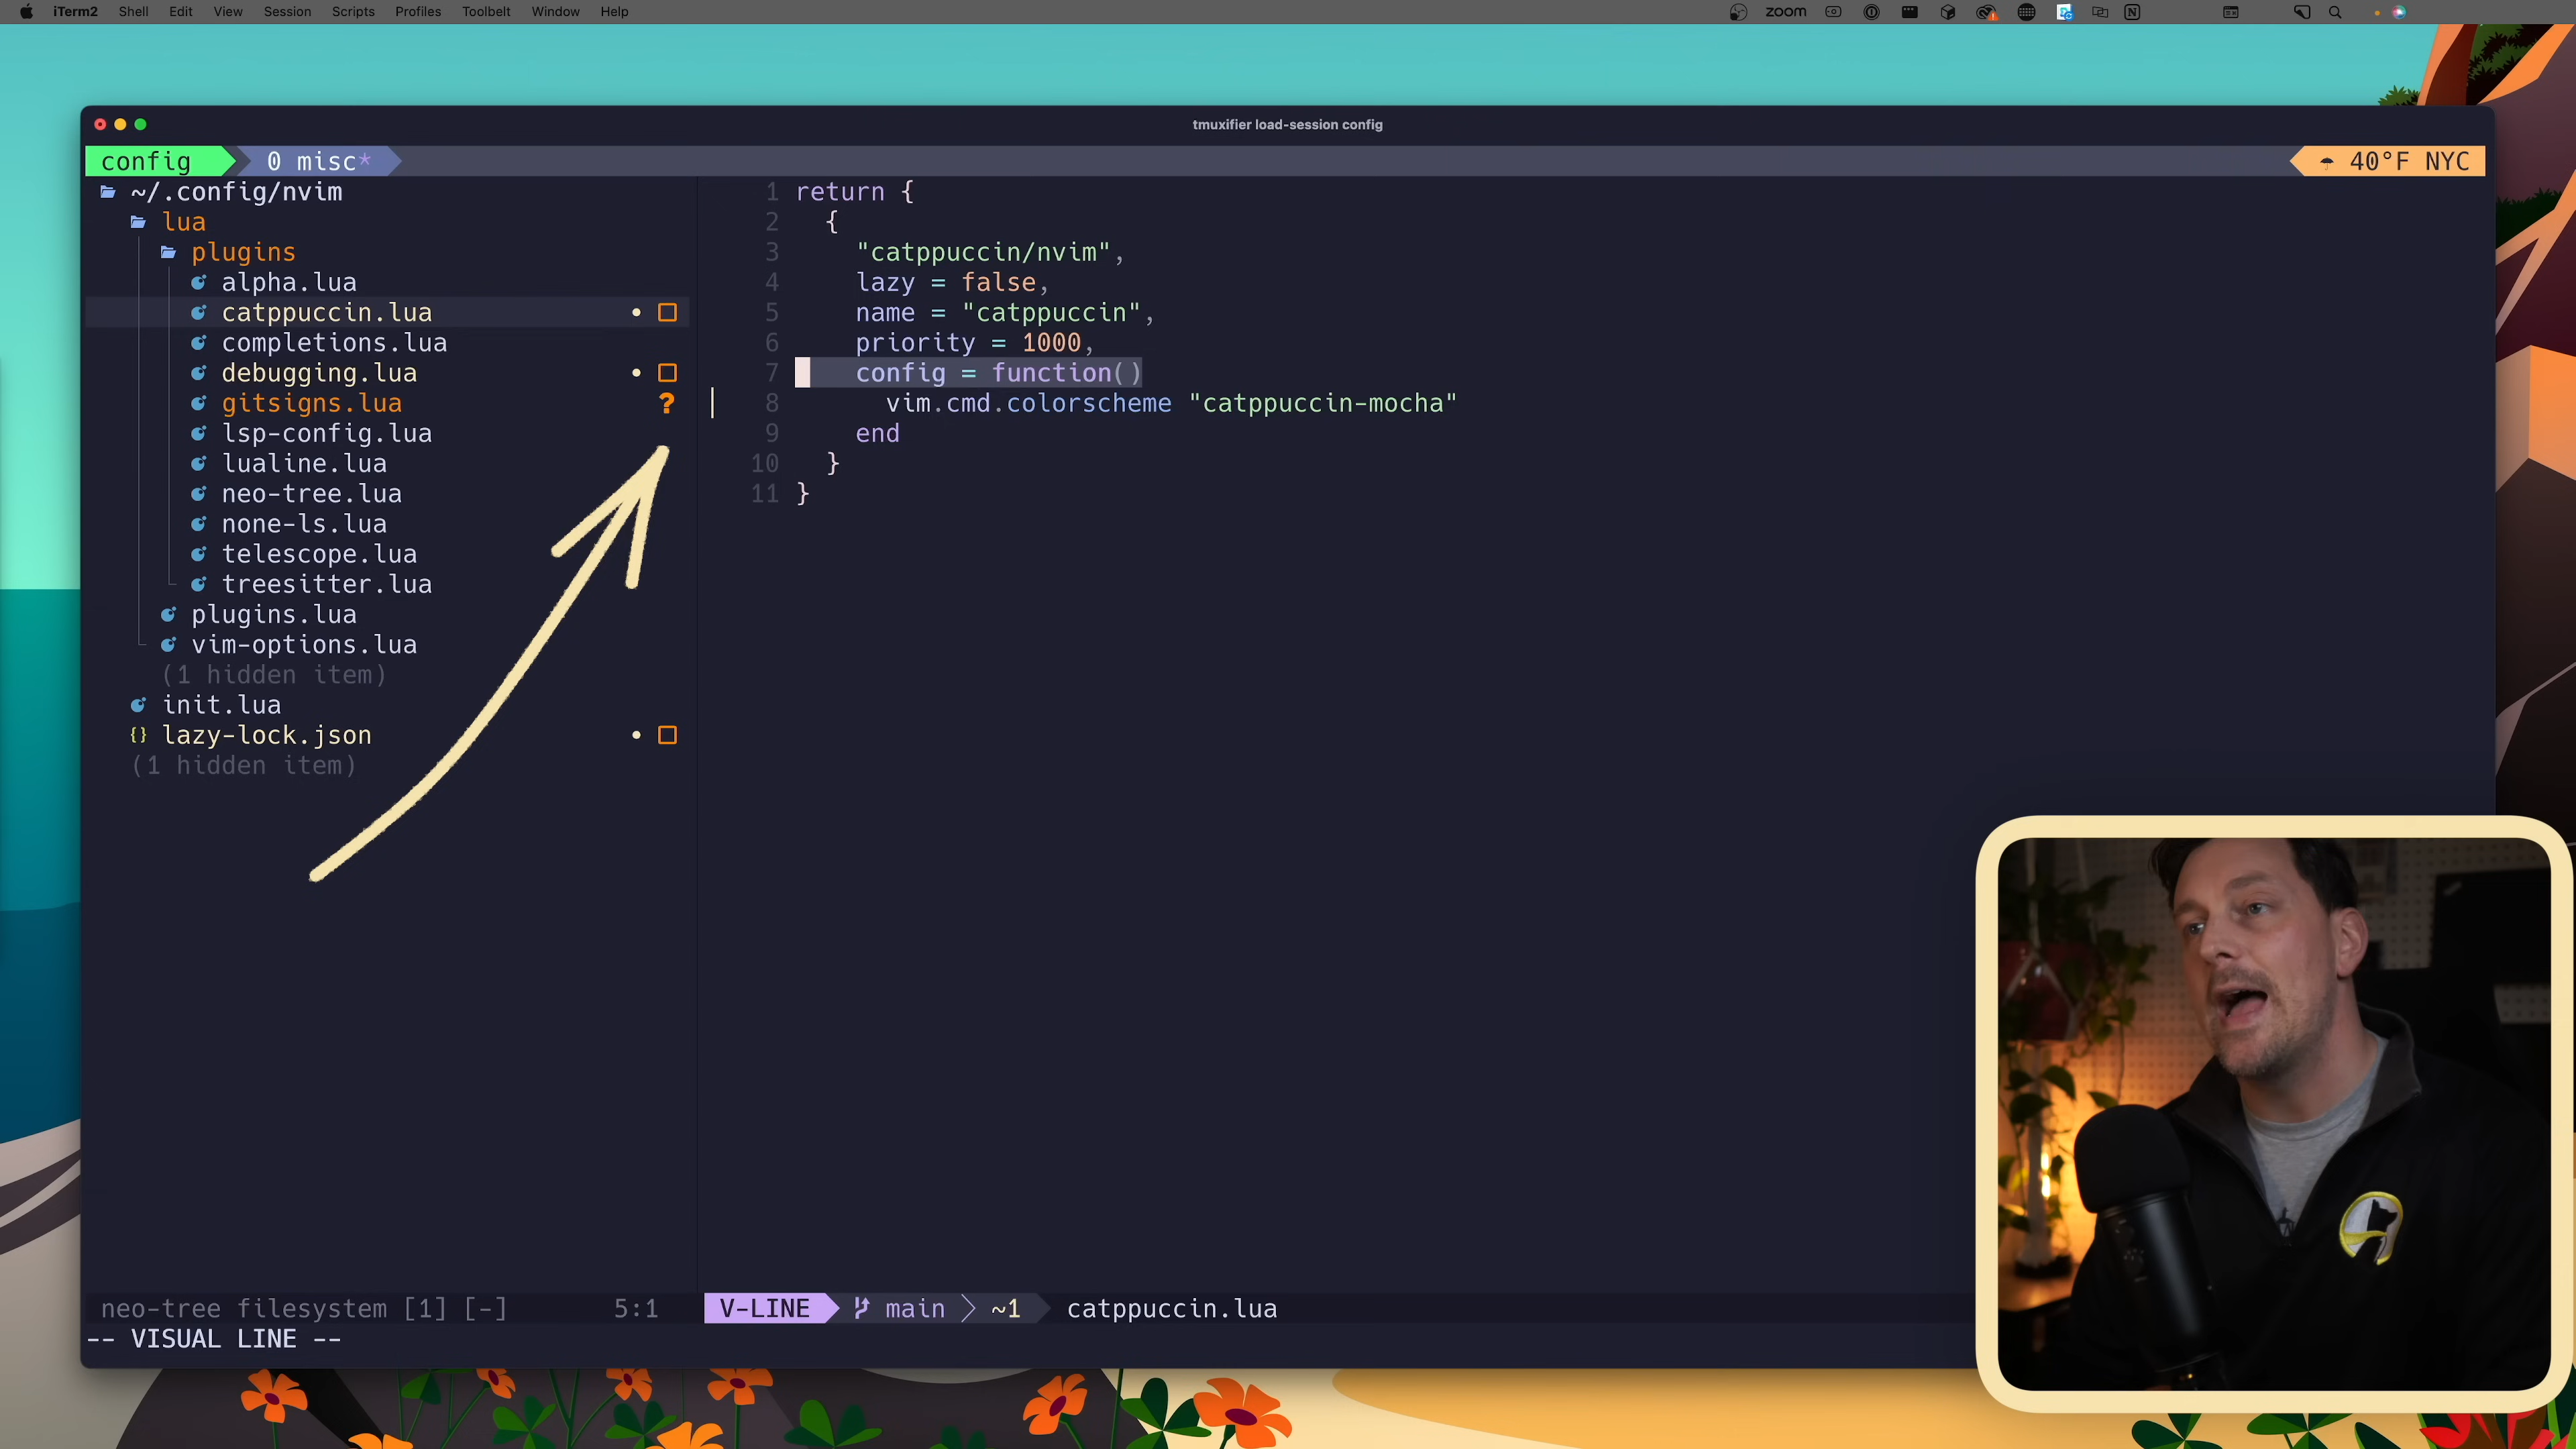 iTerm2 Shell Edit View Session Scripts Profiles Toolbelt Window Help zoom
tmuxifier load-session config
config 0 misc* 40°F NYC
~/.config/nvim
lua
plugins
alpha.lua
catppuccin.lua
completions.lua
debugging.lua
gitsigns.lua ?
lsp-config.lua
lualine.lua
neo-tree.lua
none-ls.lua
telescope.lua
treesitter.lua
plugins.lua
vim-options.lua
(1 hidden item)
init.lua
{} lazy-lock.json
(1 hidden item)
1 return {
2 {
3 "catppuccin/nvim",
4 lazy = false,
5 name = "catppuccin",
6 priority = 1000,
7 config = function()
8 vim.cmd.colorscheme "catppuccin-mocha"
9 end
10 }
11 }
neo-tree filesystem [1] [-] 5:1 V-LINE main ~1 catppuccin.lua
-- VISUAL LINE --